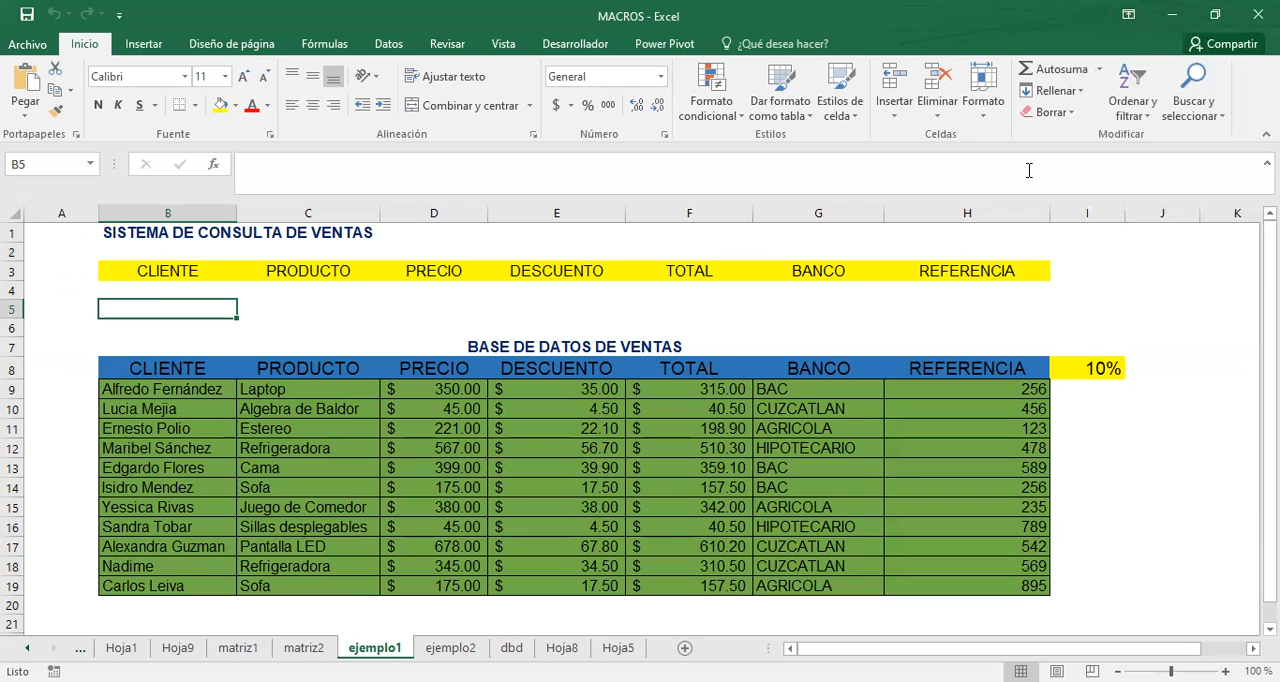 MACROS - Excel
Archivo Inicio Insertar Diseño de página Fórmulas Datos Revisar Vista Desarrollador Power Pivot ¿Qué desea hacer? Compartir
Pegar
Calibri 11
N K S
Ajustar texto
Combinar y centrar
General
$ % 000
Formato condicional
Dar formato como tabla
Estilos de celda
Insertar Eliminar Formato
Autosuma
Rellenar
Borrar
Ordenar y filtrar
Buscar y seleccionar
Portapapeles Fuente Alineación Número Estilos Celdas Modificar
B5 fx
A B C D E F G H I J K
1 SISTEMA DE CONSULTA DE VENTAS
2
3 CLIENTE PRODUCTO PRECIO DESCUENTO TOTAL BANCO REFERENCIA
4
5
6
7 BASE DE DATOS DE VENTAS
8 CLIENTE PRODUCTO PRECIO DESCUENTO TOTAL BANCO REFERENCIA 10%
9 Alfredo Fernández Laptop $ 350.00 $ 35.00 $ 315.00 BAC 256
10 Lucia Mejia Algebra de Baldor $ 45.00 $ 4.50 $ 40.50 CUZCATLAN 456
11 Ernesto Polio Estereo $ 221.00 $ 22.10 $ 198.90 AGRICOLA 123
12 Maribel Sánchez Refrigeradora $ 567.00 $ 56.70 $ 510.30 HIPOTECARIO 478
13 Edgardo Flores Cama $ 399.00 $ 39.90 $ 359.10 BAC 589
14 Isidro Mendez Sofa $ 175.00 $ 17.50 $ 157.50 BAC 256
15 Yessica Rivas Juego de Comedor $ 380.00 $ 38.00 $ 342.00 AGRICOLA 235
16 Sandra Tobar Sillas desplegables $ 45.00 $ 4.50 $ 40.50 HIPOTECARIO 789
17 Alexandra Guzman Pantalla LED $ 678.00 $ 67.80 $ 610.20 CUZCATLAN 542
18 Nadime Refrigeradora $ 345.00 $ 34.50 $ 310.50 CUZCATLAN 569
19 Carlos Leiva Sofa $ 175.00 $ 17.50 $ 157.50 AGRICOLA 895
20
21
... Hoja1 Hoja9 matriz1 matriz2 ejemplo1 ejemplo2 dbd Hoja8 Hoja5
Listo 100 %